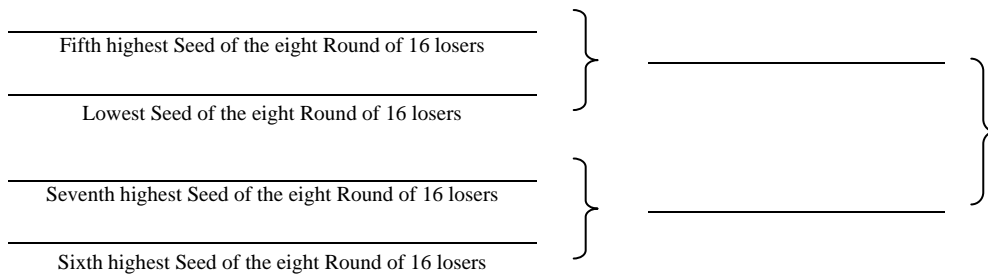 Fifth highest Seed of the eight Round of 16 losers
Lowest Seed of the eight Round of 16 losers
Seventh highest Seed of the eight Round of 16 losers
Sixth highest Seed of the eight Round of 16 losers